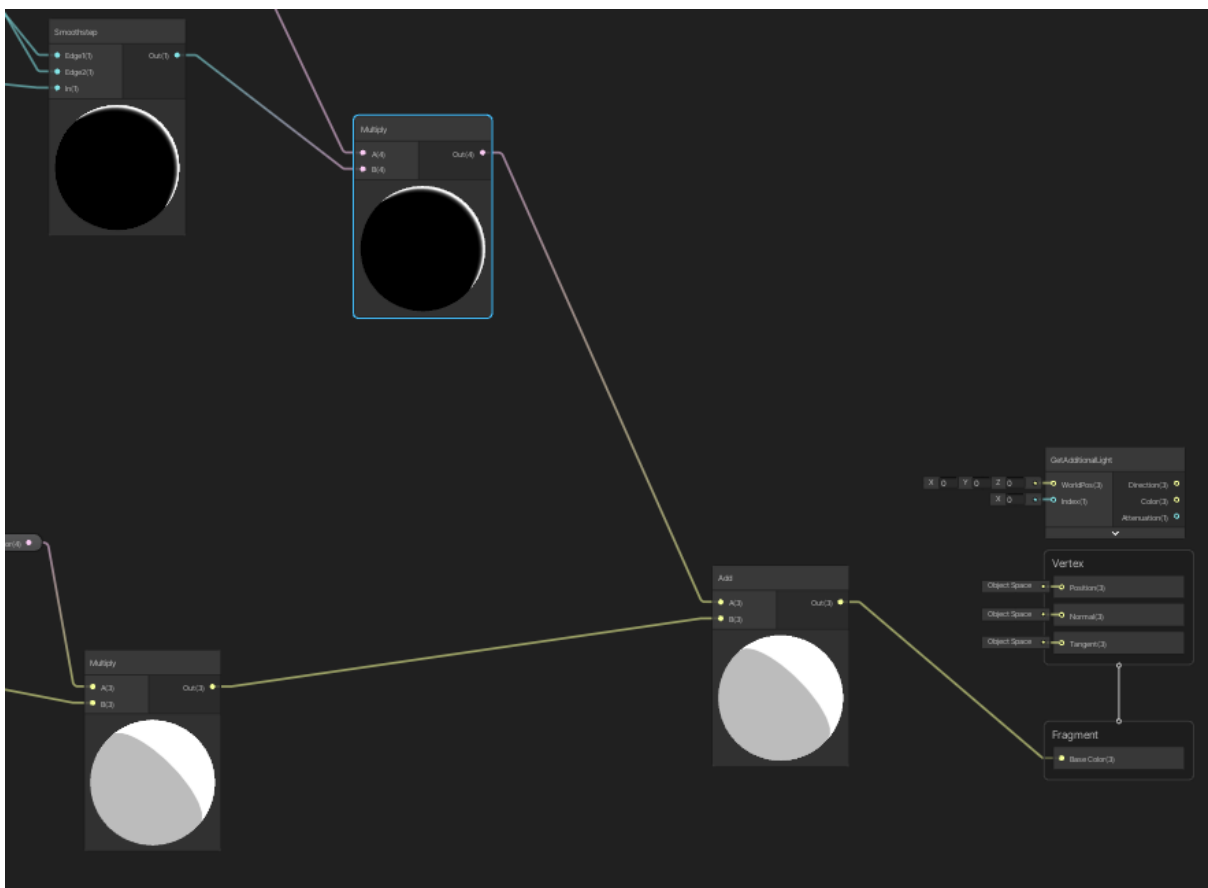 Smoothstep
Edge1(1)
Out(1)
Edge2(1)
In(1)
Multiply
A(4)
Out(4)
B(4)
GetAdditionalLight
X 0 Y 0 Z 0
WorldPos(3)
Direction(3)
X 0
Index(1)
Color(3)
Attenuation(1)
or(4)
Vertex
Object Space
Position(3)
Object Space
Normal(3)
Object Space
Tangent(3)
Add
A(3)
Out(3)
B(3)
Multiply
A(3)
Out(3)
B(3)
Fragment
Base Color(3)